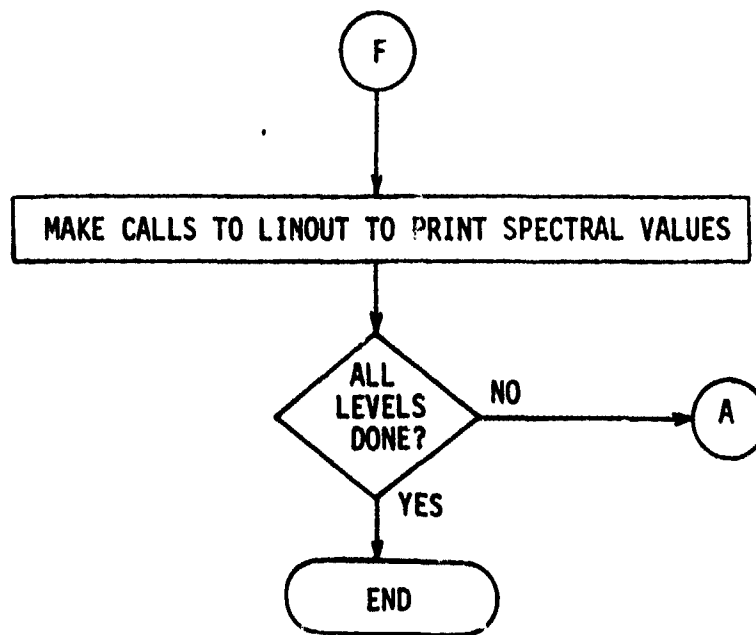 F
MAKE CALLS TO LINOUT TO PRINT SPECTRAL VALUES
ALL
LEVELS
DONE?
NO
A
YES
END